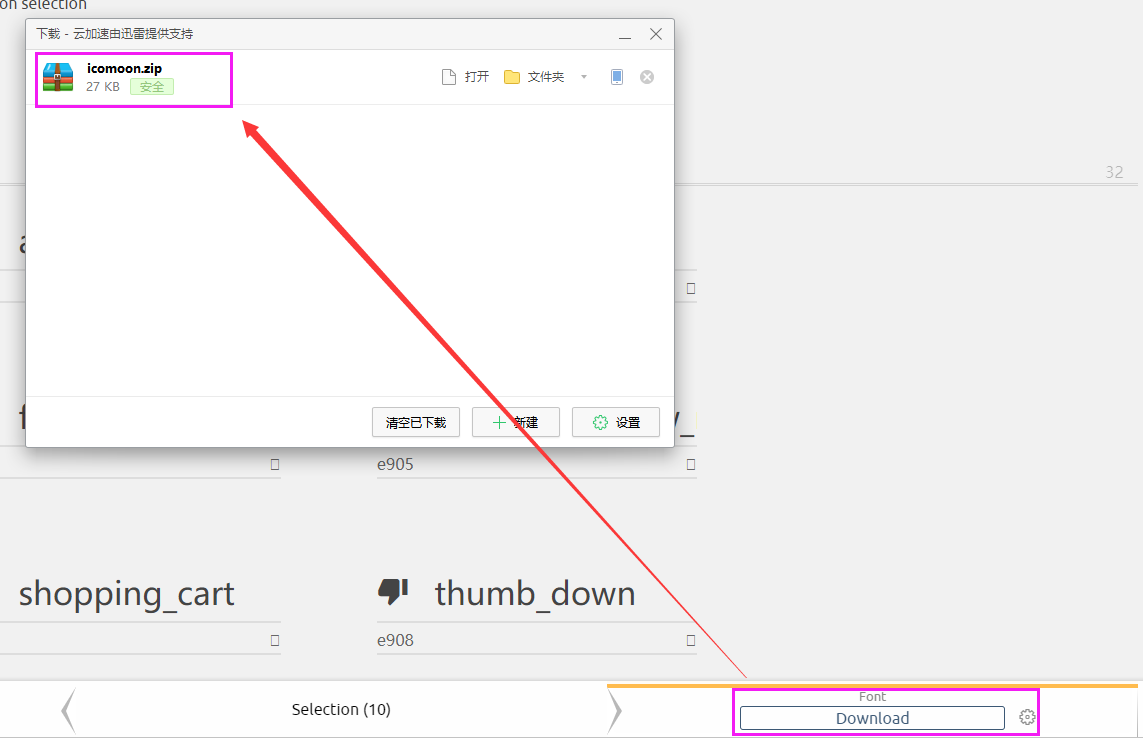 on selection
下载 - 云加速由迅雷提供支持
icomoon.zip
27 KB 安全
打开 文件夹
32
清空已下载 新建 设置
e905
shopping_cart thumb_down
e908
Selection (10)
Font
Download